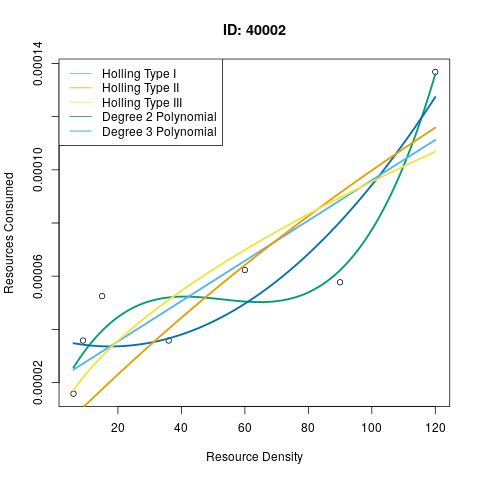 ID: 40002
Holling Type I
Holling Type II
Holling Type III
Degree 2 Polynomial
Degree 3 Polynomial
Resources Consumed
0.00014
0.00010
0.00006
0.00002
20 40 60 80 100 120
Resource Density